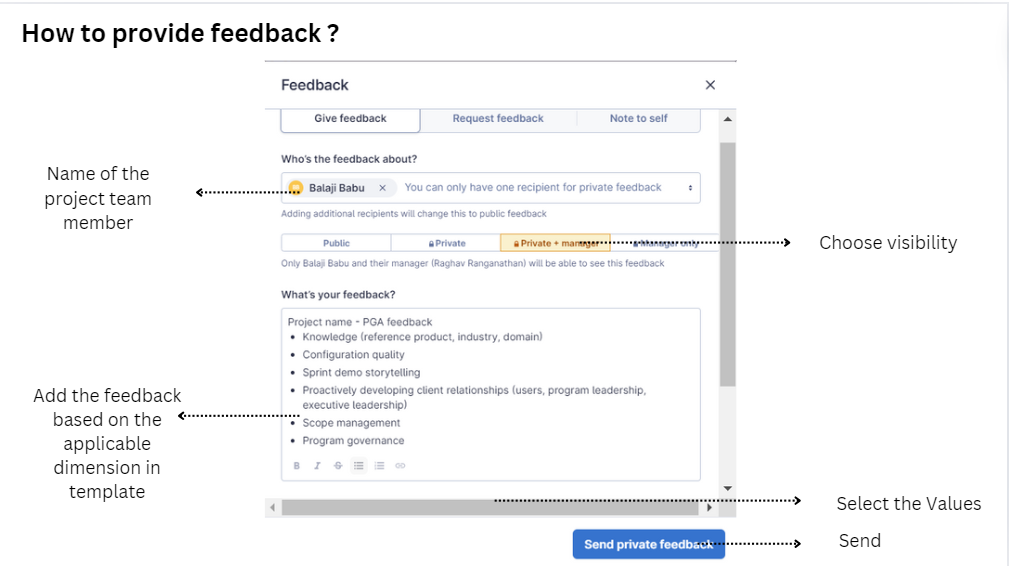 How to provide feedback ?
Feedback
Give feedback
Request feedback
Note to self
Who's the feedback about?
Name of the
project team
member
Balaji Babu
You can only have one recipient for private feedback
Adding additional recipients will change this to public feedback
Public
Private
Private + manager
Manager only
Choose visibility
Only Balaji Babu and their manager (Raghav Ranganathan) will be able to see this feedback
What's your feedback?
Project name - PGA feedback
Knowledge (reference product, industry, domain)
Configuration quality
Sprint demo storytelling
Proactively developing client relationships (users, program leadership,
executive leadership)
Scope management
Program governance
Add the feedback
based on the
applicable
dimension in
template
B I S
Select the Values
Send private feedback
Send